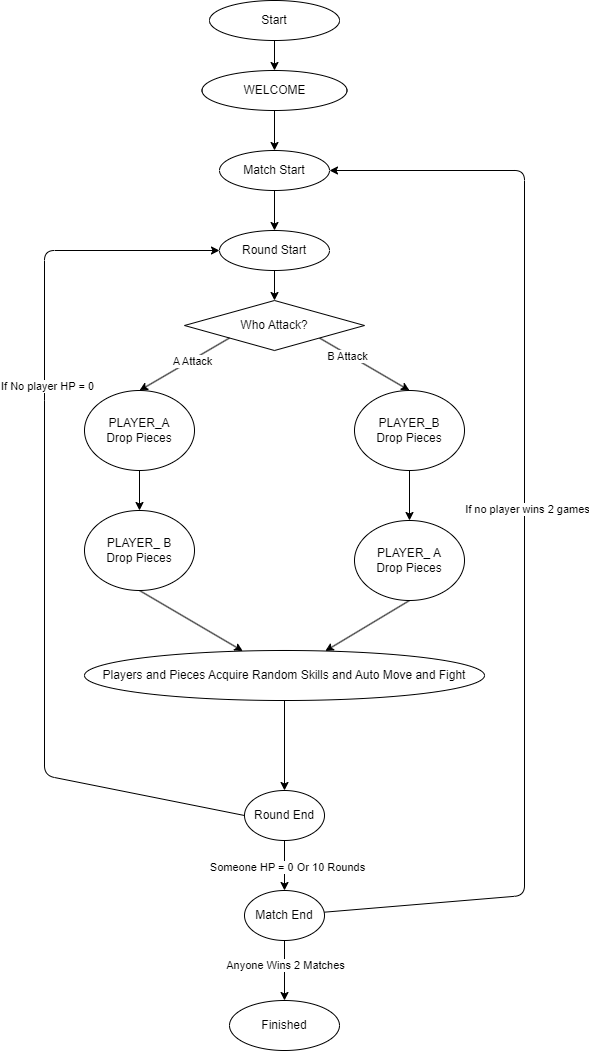 Start
WELCOME
Match Start
Round Start
Who Attack?
A Attack
B Attack
If No player HP = 0
PLAYER_A
Drop Pieces
PLAYER_B
Drop Pieces
If no player wins 2 games
PLAYER_ B
Drop Pieces
PLAYER_ A
Drop Pieces
Players and Pieces Acquire Random Skills and Auto Move and Fight
Round End
Someone HP = 0 Or 10 Rounds
Match End
Anyone Wins 2 Matches
Finished